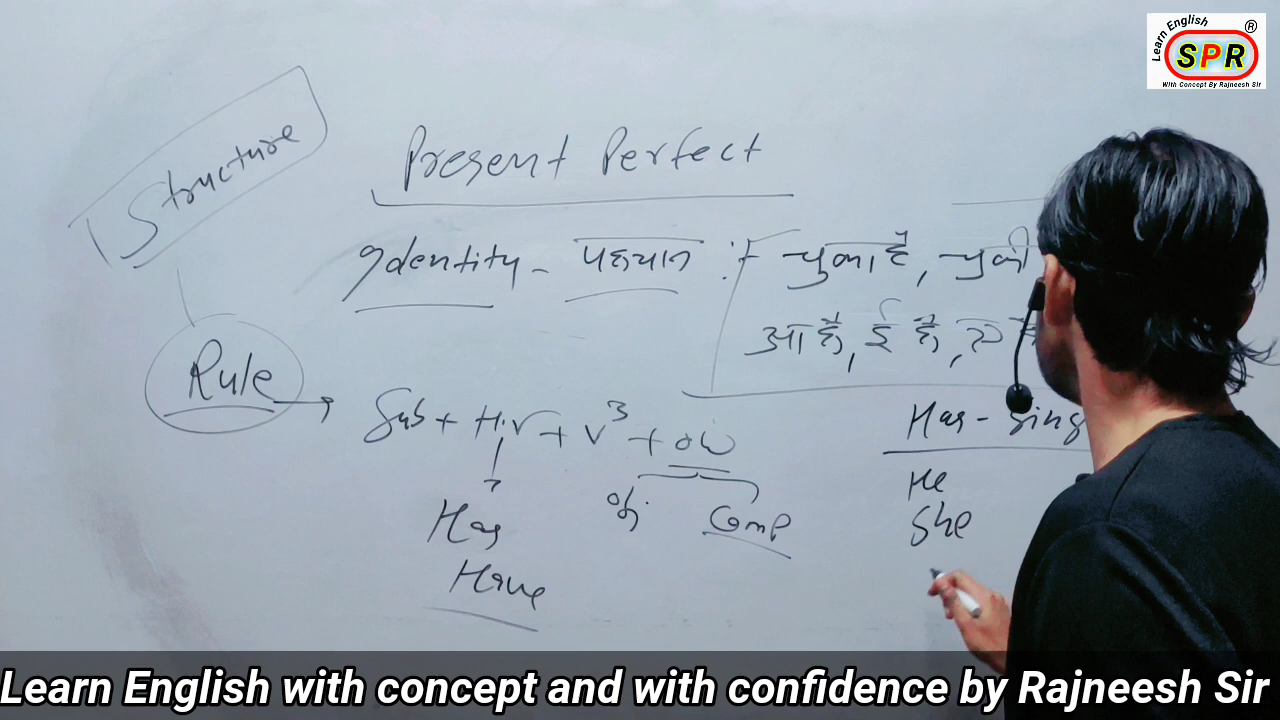 Learn English
SPR®
With Concept By Rajneesh Sir
Structure
Present Perfect
Identity - पहचान :- चुका है, चुकी
आ है, ई है,
Rule → Sub + H.V + V3 + OW
Has
Have
Obj
Comp
Has - Sing
He
She
Learn English with concept and with confidence by Rajneesh Sir